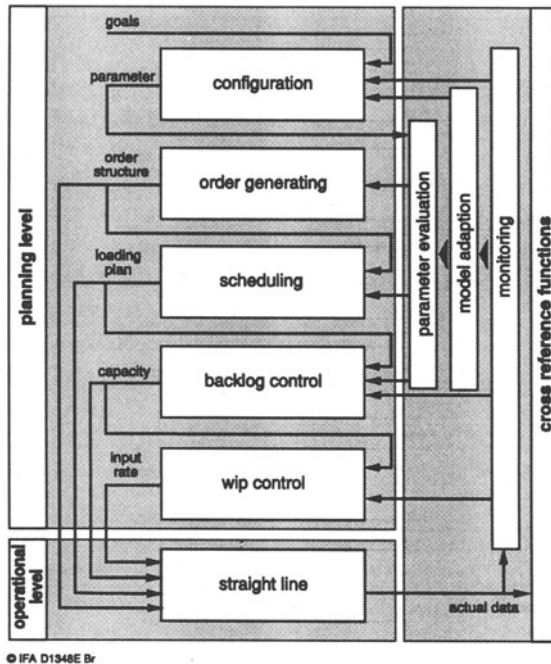 goals
configuration
parameter
order
structure
order generating
loading
plan
scheduling
capacity
backlog control
input
rate
wip control
straight line
actual data
planning level
operational
level
parameter evaluation
model adaption
monitoring
cross reference functions
© IFA D1348E Br